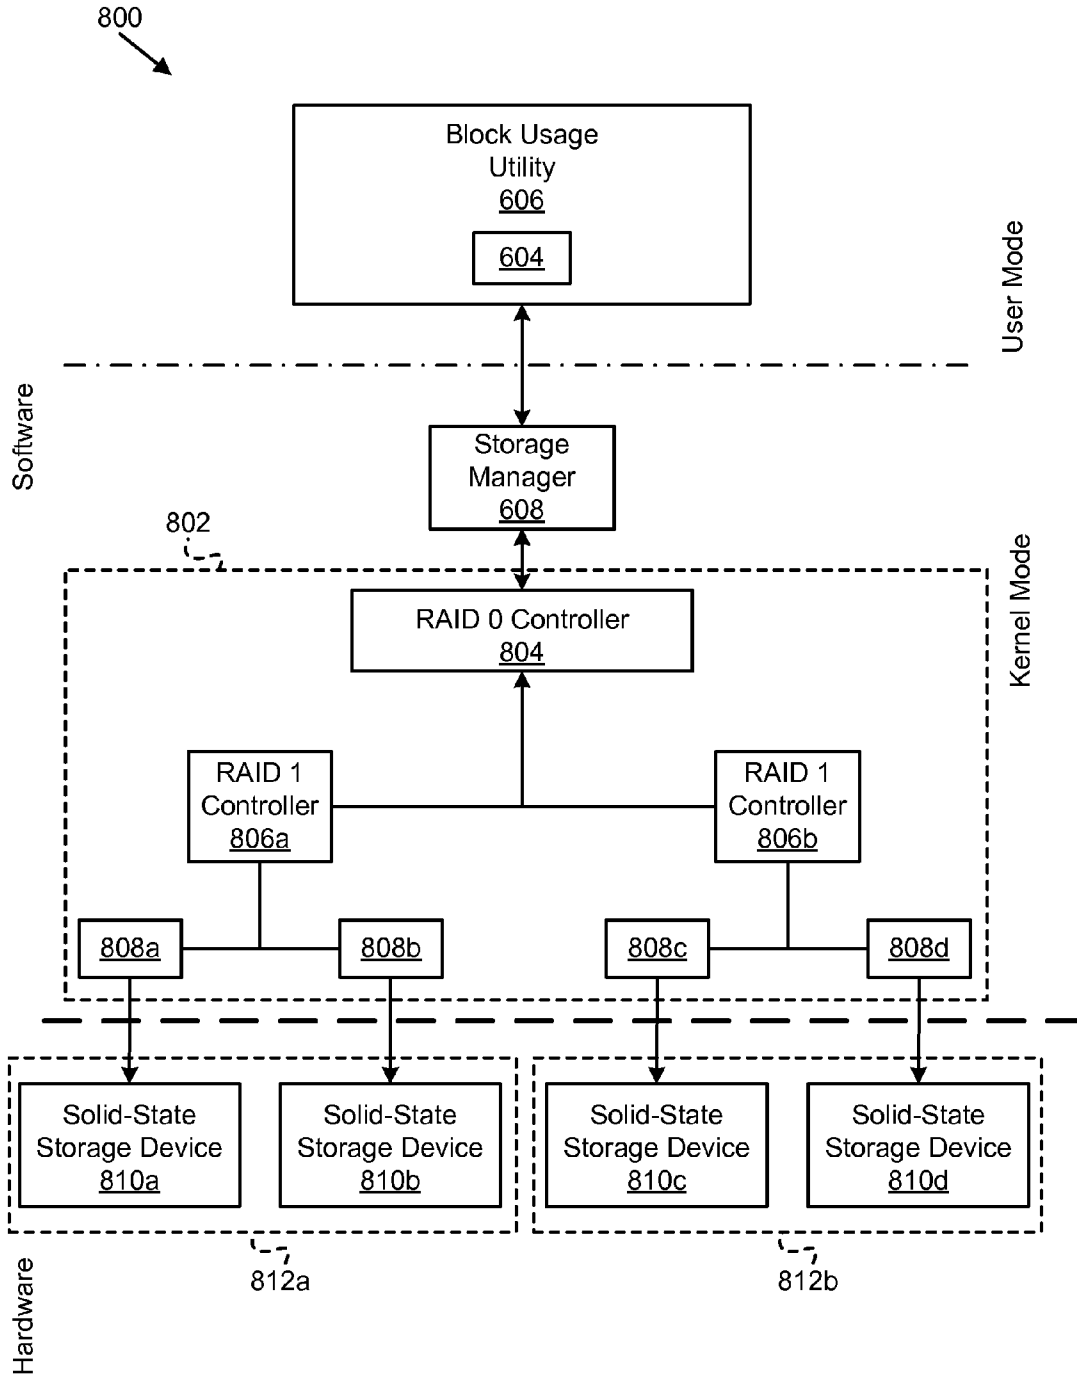 800
Block Usage
Utility
606
604
User Mode
Software
Storage
Manager
608
802
Kernel Mode
RAID 0 Controller
804
RAID 1
Controller
806a
RAID 1
Controller
806b
808a
808b
808c
808d
Solid-State
Storage Device
810a
Solid-State
Storage Device
810b
Solid-State
Storage Device
810c
Solid-State
Storage Device
810d
812a
812b
Hardware